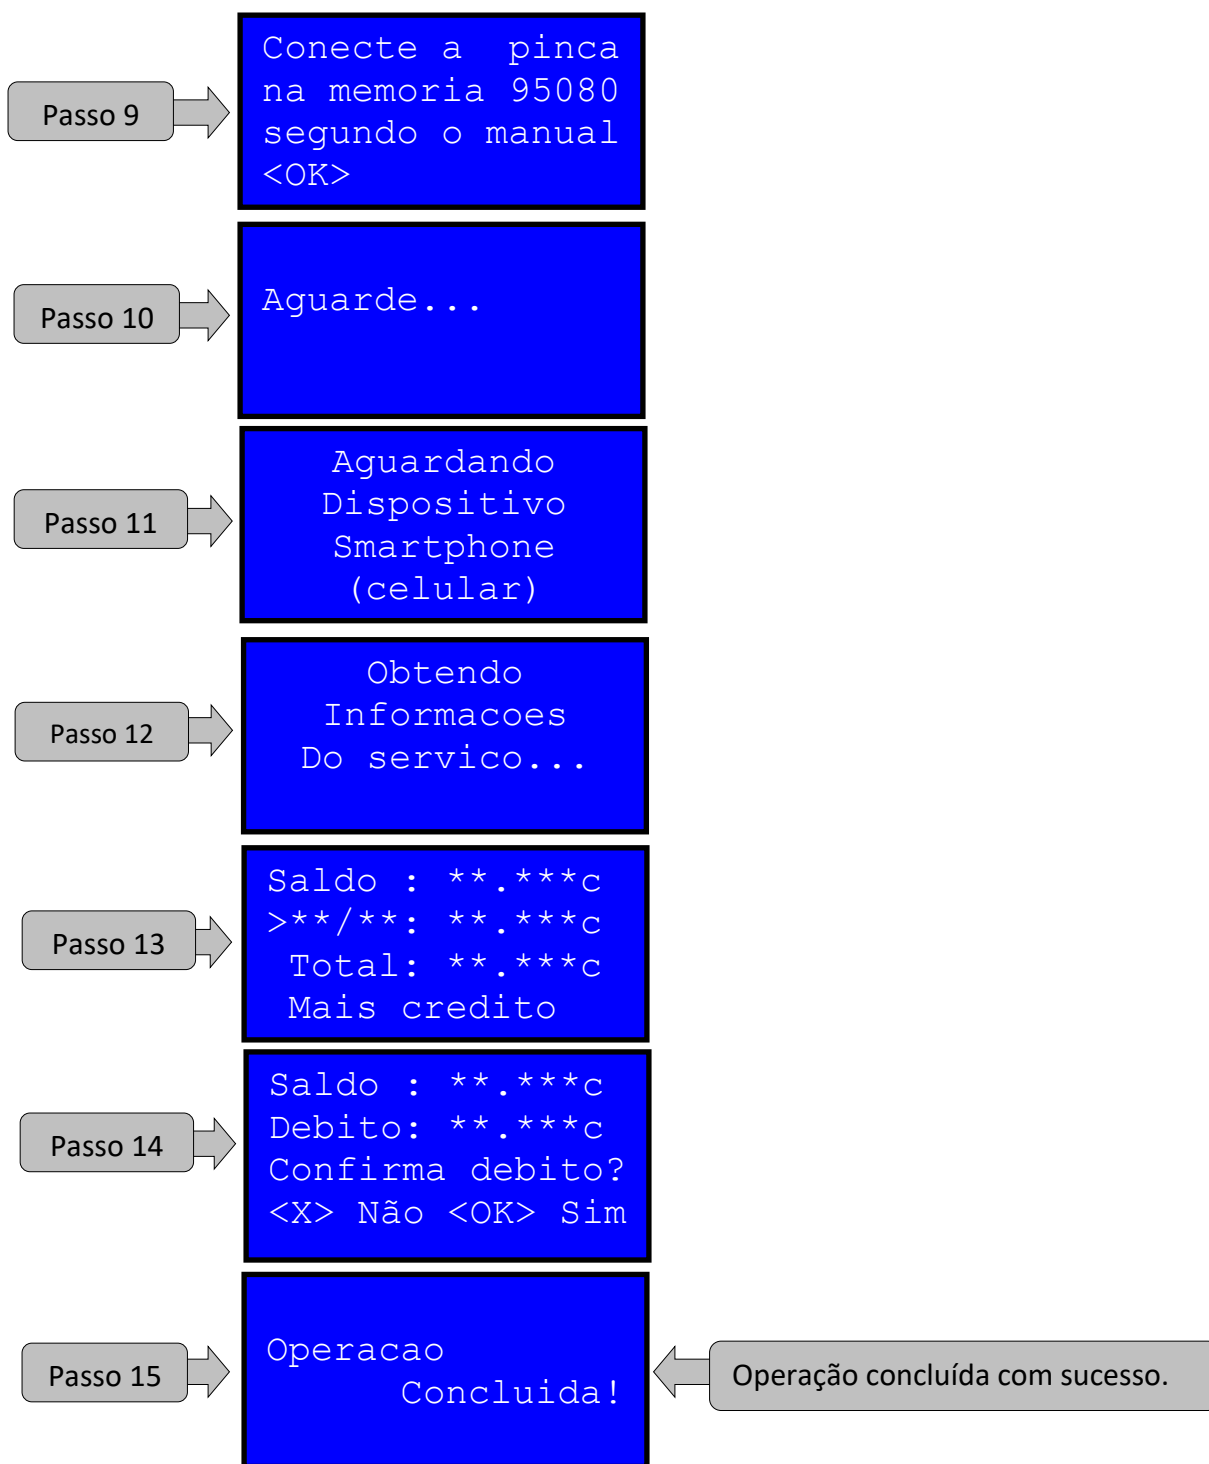 Passo 9
Conecte a pinca
na memoria 95080
segundo o manual
<OK>
Passo 10
Aguarde...
Passo 11
Aguardando
Dispositivo
Smartphone
(celular)
Passo 12
Obtendo
Informacoes
Do servico...
Passo 13
Saldo : **.***c
>**/**: **.***c
Total: **.***c
Mais credito
Passo 14
Saldo : **.***c
Debito: **.***c
Confirma debito?
<X> Não <OK> Sim
Passo 15
Operacao
Concluida!
Operação concluída com sucesso.